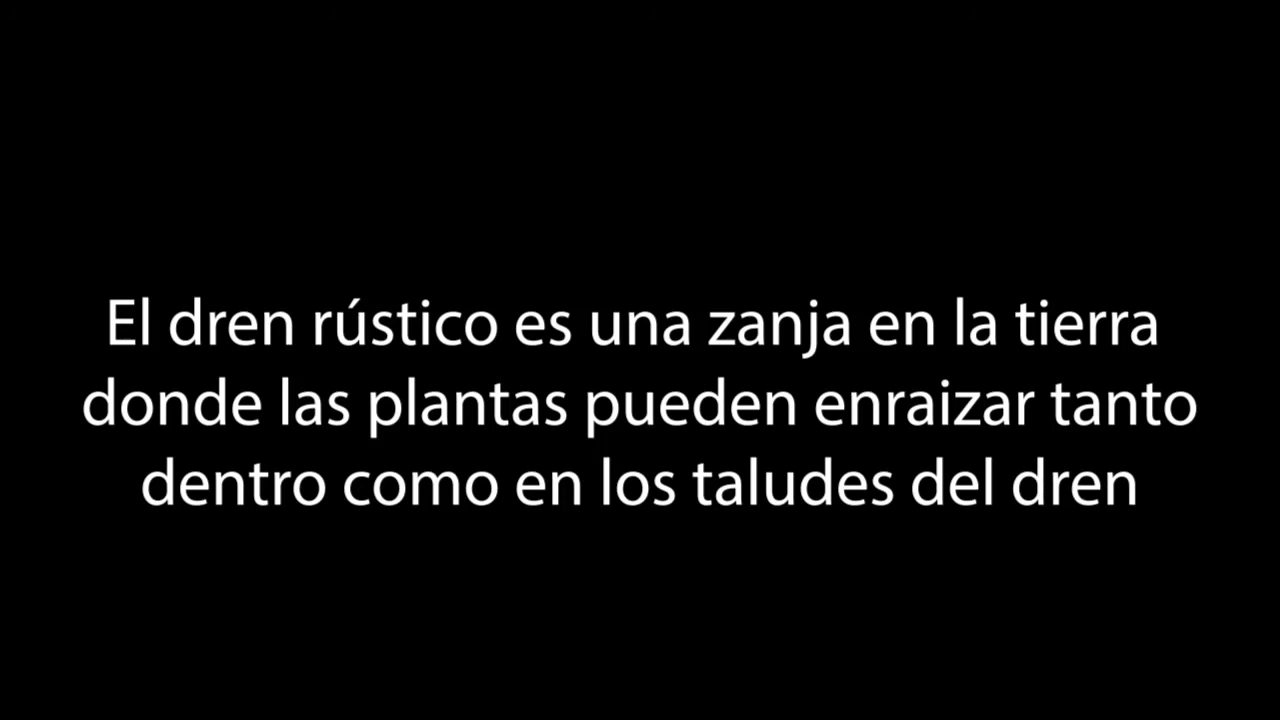 El dren rústico es una zanja en la tierra
donde las plantas pueden enraizar tanto
dentro como en los taludes del dren